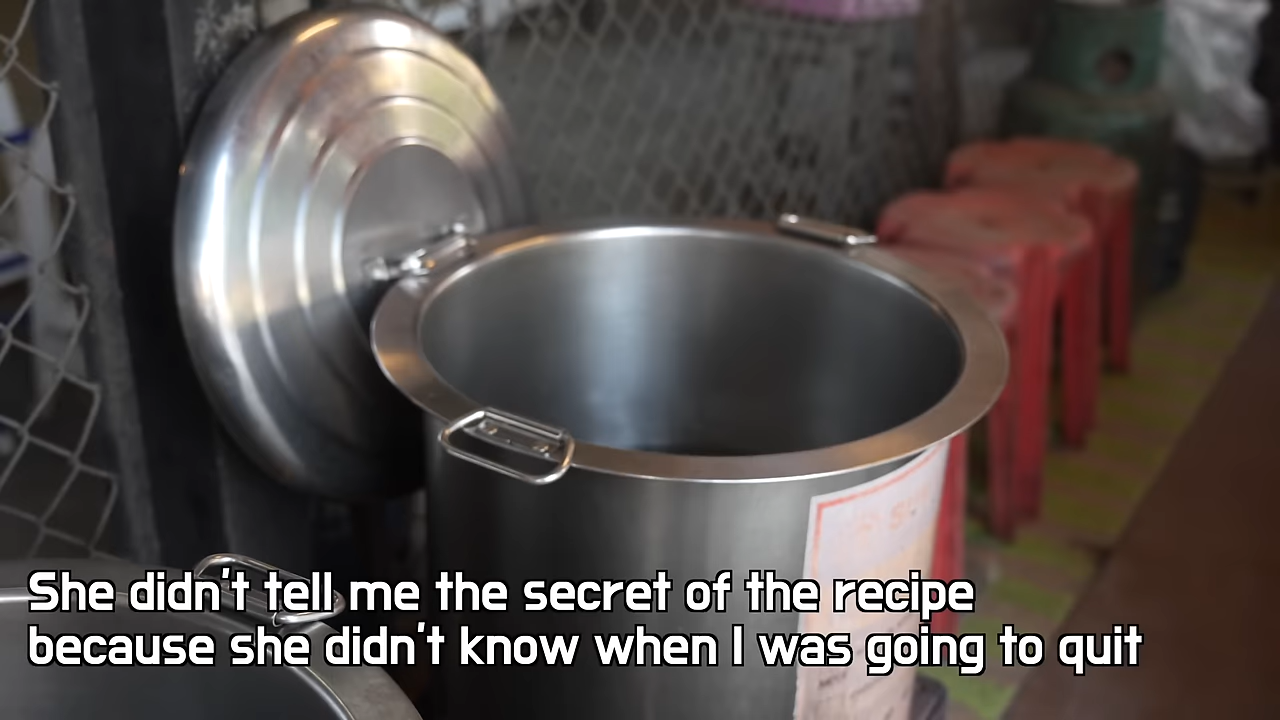 She didn't tell me the secret of the recipe
because she didn't know when I was going to quit